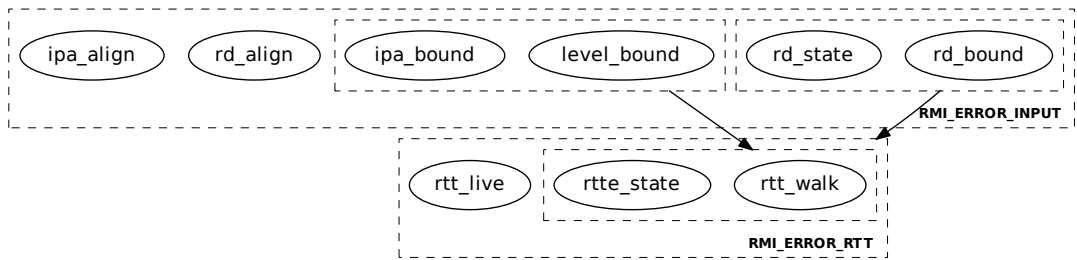 ipa_align rd_align ipa_bound level_bound rd_state rd_bound
RMI_ERROR_INPUT
rtt_live rtte_state rtt_walk
RMI_ERROR_RTT